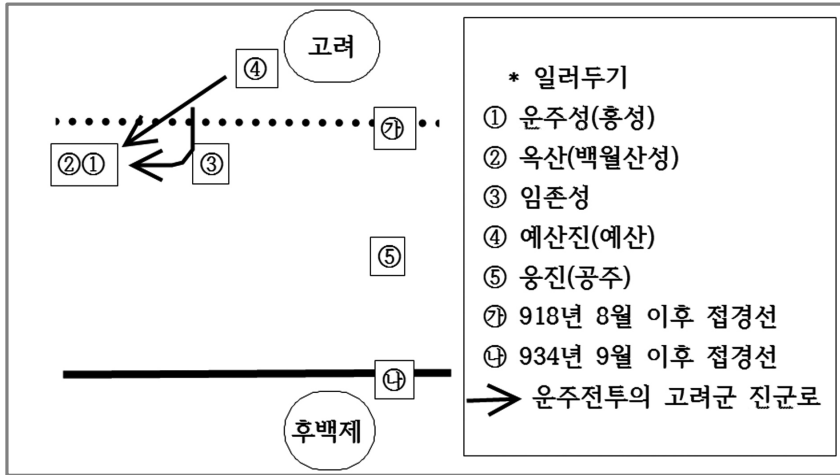 고려
④
㉮
②①
③
⑤
㉯
후백제
* 일러두기
① 운주성(홍성)
② 옥산(백월산성)
③ 임존성
④ 예산진(예산)
⑤ 웅진(공주)
㉮ 918년 8월 이후 접경선
㉯ 934년 9월 이후 접경선
운주전투의 고려군 진군로